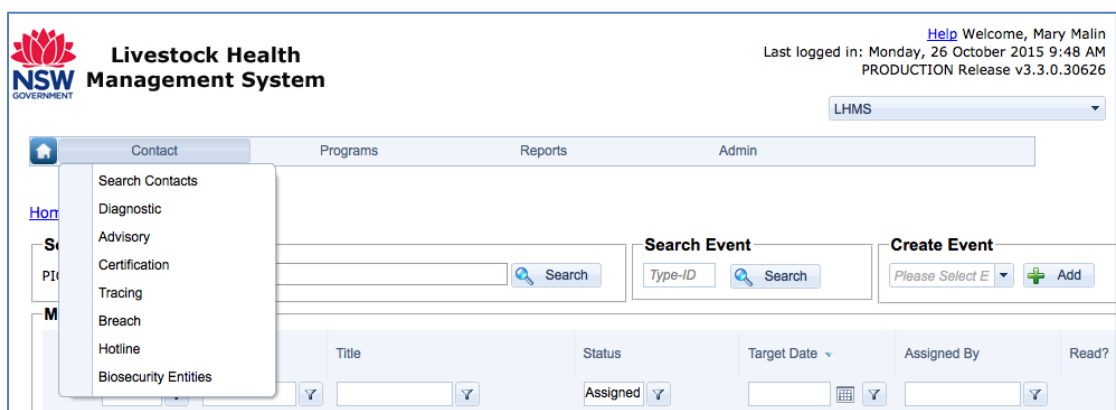 Help Welcome, Mary Malin
Last logged in: Monday, 26 October 2015 9:48 AM
PRODUCTION Release v3.3.0.30626
NSW
GOVERNMENT
Livestock Health
Management System
LHMS
Contact Programs Reports Admin
Search Contacts
Diagnostic
Advisory
Certification
Tracing
Breach
Hotline
Biosecurity Entities
Hom
Se
PIC
Search
Search Event
Type-ID Search
Create Event
Please Select E Add
M
Title Status Target Date Assigned By Read?
Assigned